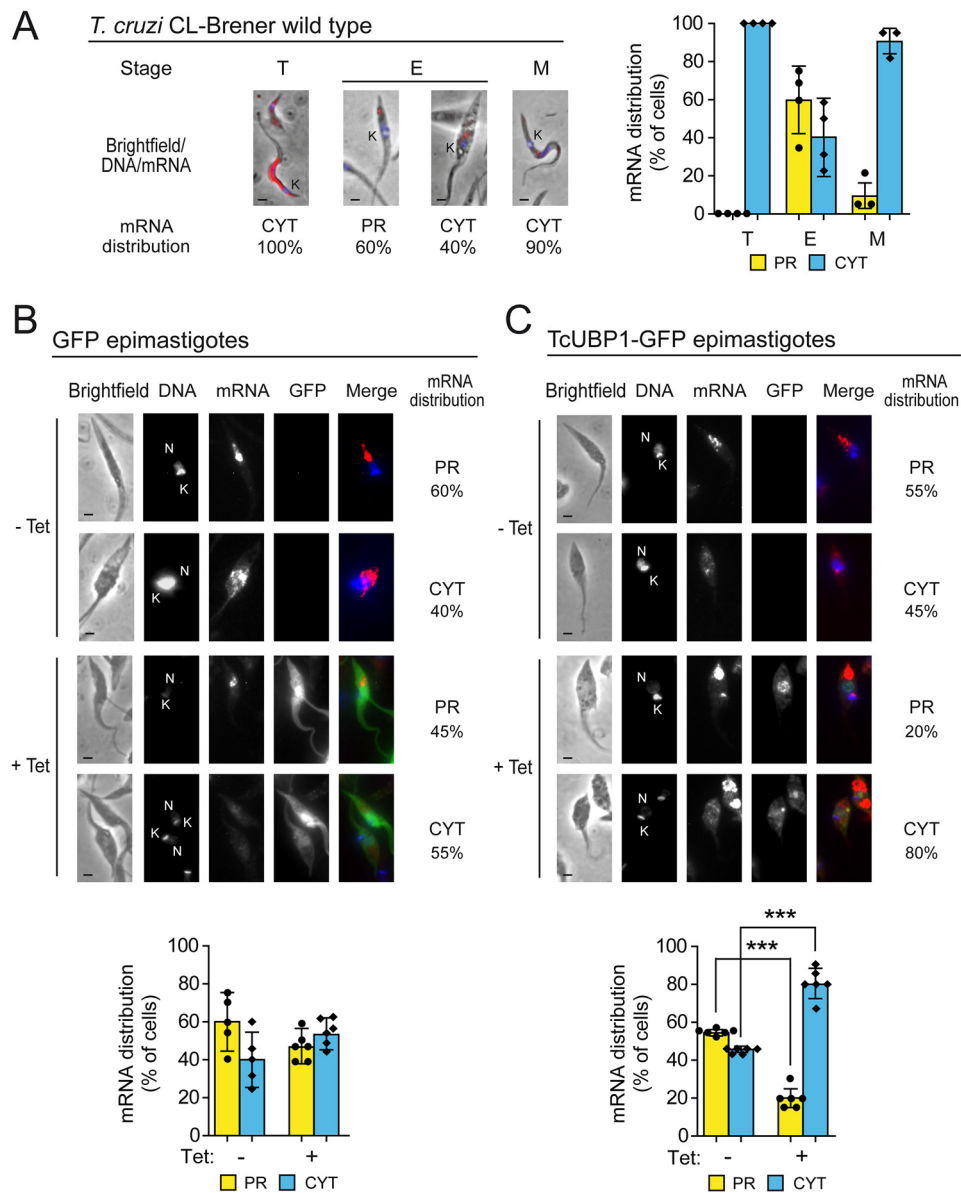 A
T. cruzi CL-Brener wild type
Stage T E M
Brightfield/
DNA/mRNA
K K K K
mRNA
distribution
CYT PR CYT CYT
100% 60% 40% 90%
mRNA distribution
(% of cells)
100
80
60
40
20
0
T E M
PR CYT
B
GFP epimastigotes
Brightfield DNA mRNA GFP Merge mRNA
distribution
- Tet
N
K
PR
60%
N
K
CYT
40%
+ Tet
N
K
PR
45%
N
K K
N
CYT
55%
mRNA distribution
(% of cells)
100
80
60
40
20
0
Tet: - +
PR CYT
C
TcUBP1-GFP epimastigotes
Brightfield DNA mRNA GFP Merge mRNA
distribution
- Tet
N
K
PR
55%
N
K
CYT
45%
+ Tet
N
K
PR
20%
N
K
CYT
80%
mRNA distribution
(% of cells)
100
80
60
40
20
0
***
***
Tet: - +
PR CYT